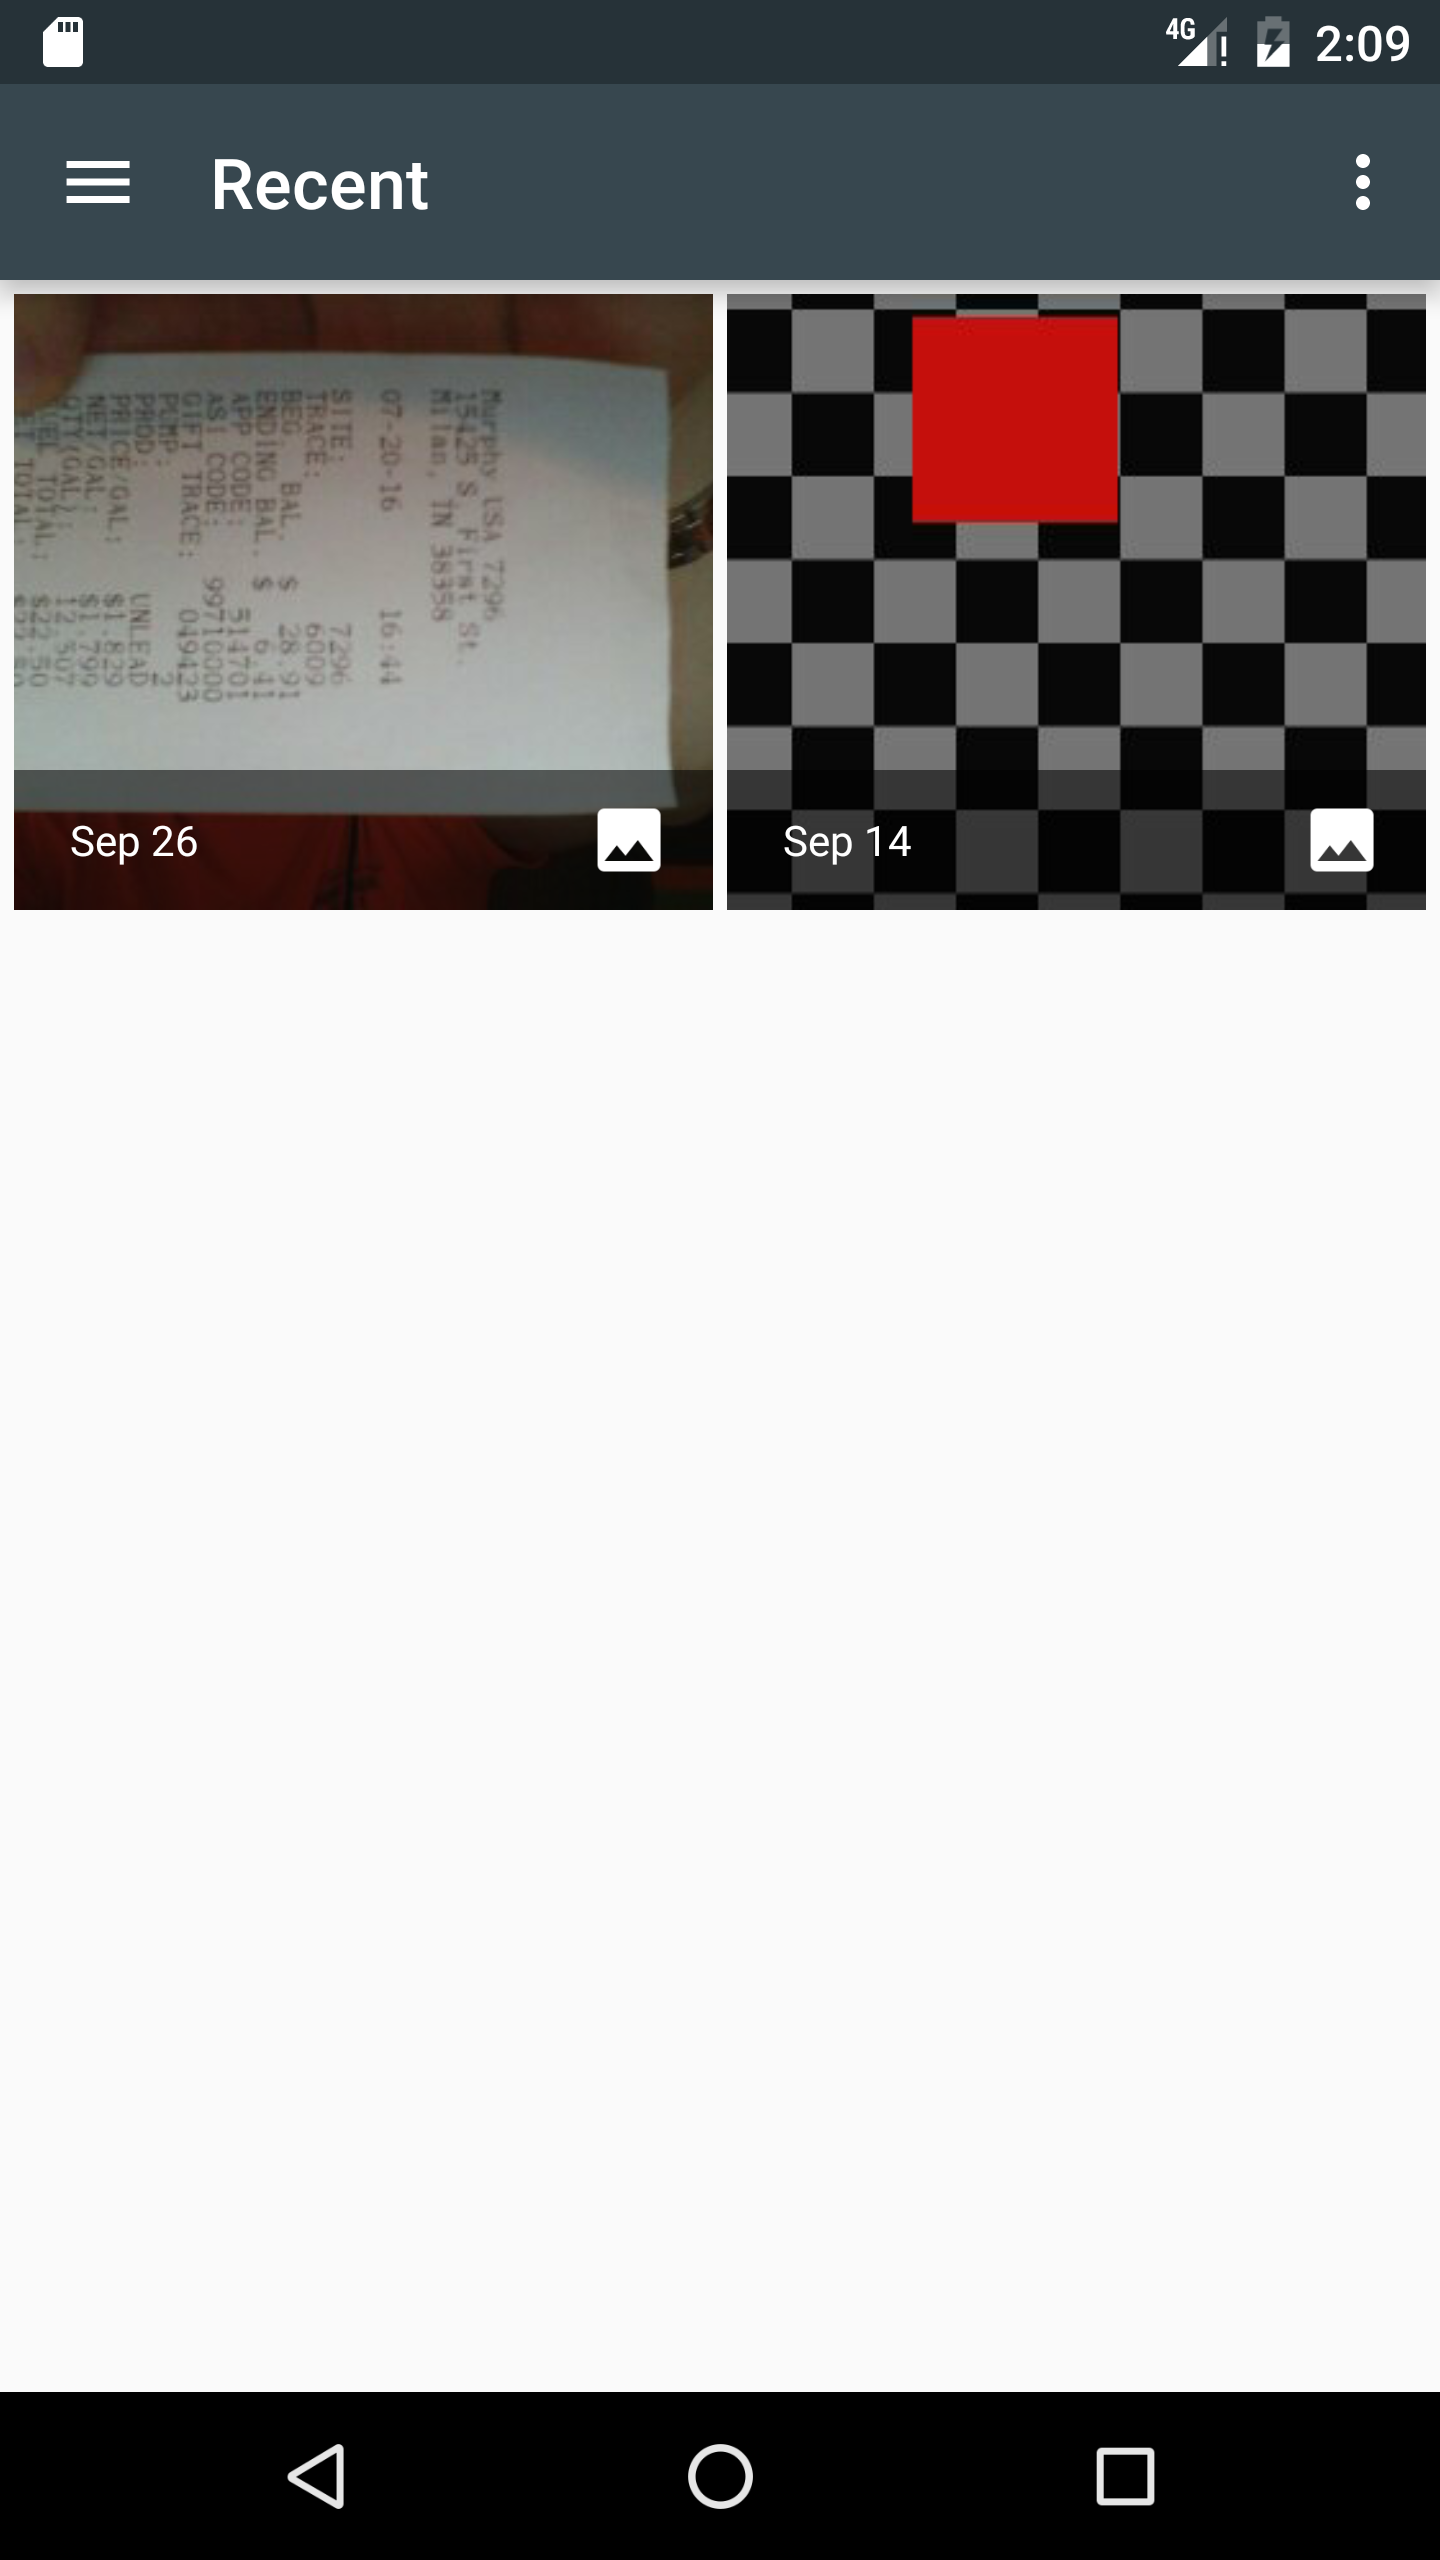 4G 2:09
Recent
Murphy USA 7296
15425 S First St.
Milan, TN 38358
07-20-16 16:44
SITE: 7296
TRACE: 6009
BEG. BAL. $ 28.91
ENDING BAL. $ 6.41
APP CODE: 514701
ASI CODE: 99710000
GIFT TRACE: 049423
PUMP: 2
PROD: UNLEAD
PRICE/GAL: $1.829
NET/GAL: $1.799
QTY(GAL): 12.507
TOTAL: $22.50
TOTAL
Sep 26
Sep 14